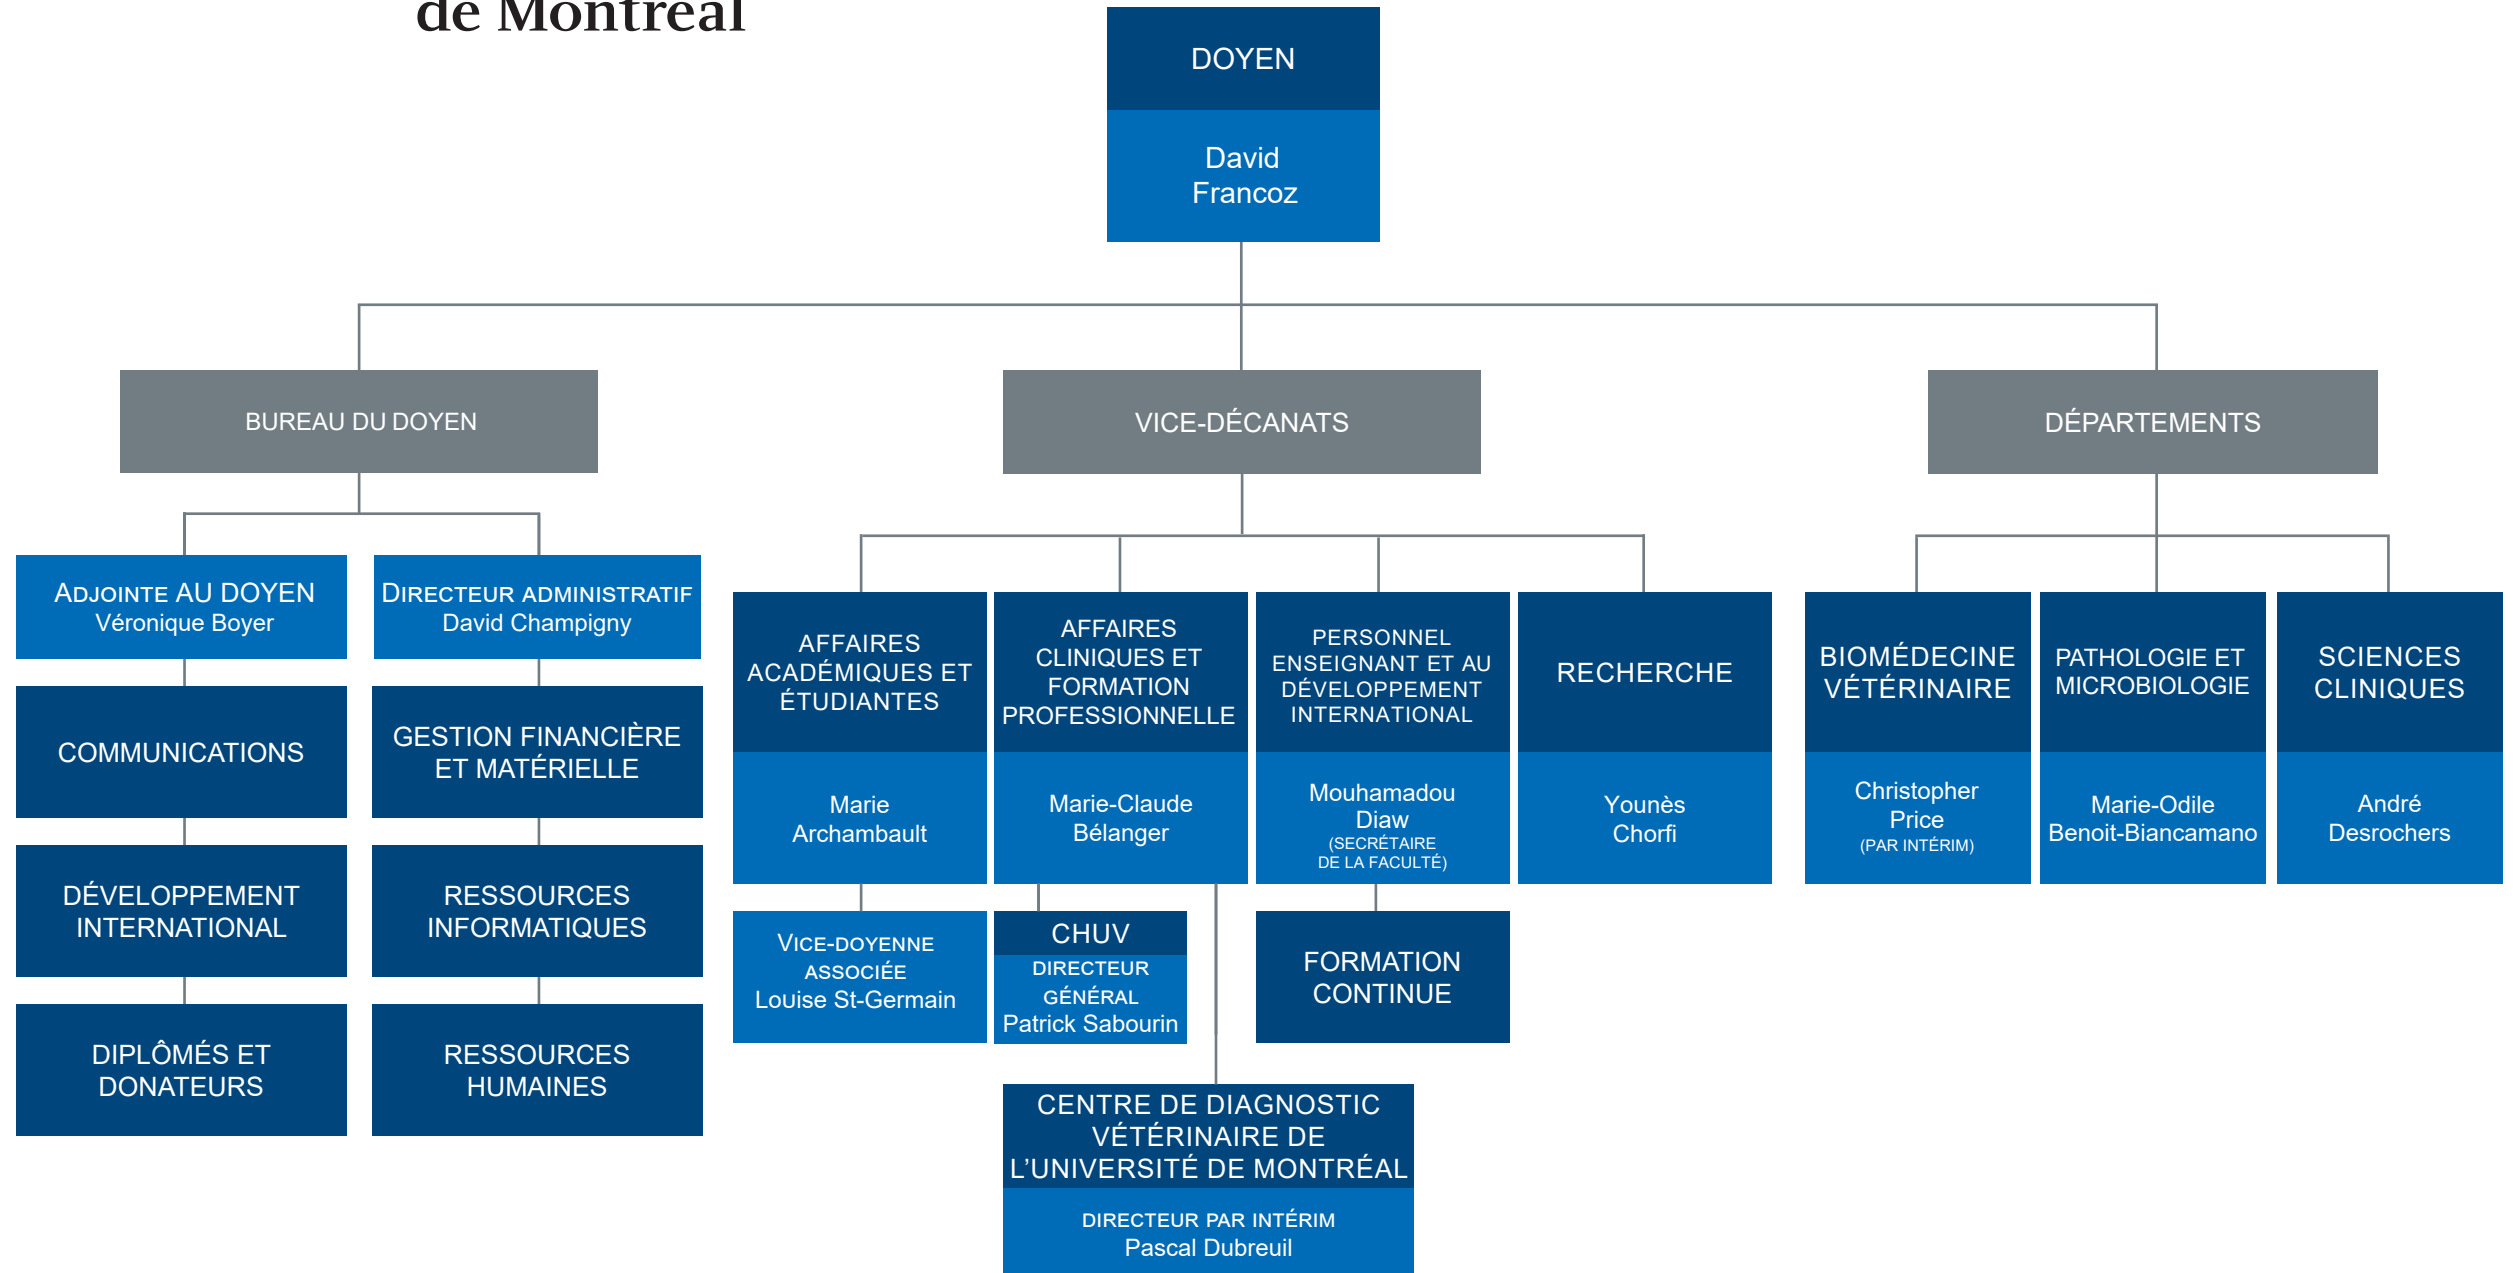 de Montréal
DOYEN
David
Francoz
BUREAU DU DOYEN
VICE-DÉCANATS
DÉPARTEMENTS
ADJOINTE AU DOYEN
Véronique Boyer
DIRECTEUR ADMINISTRATIF
David Champigny
COMMUNICATIONS
GESTION FINANCIÈRE
ET MATÉRIELLE
DÉVELOPPEMENT
INTERNATIONAL
RESSOURCES
INFORMATIQUES
DIPLÔMÉS ET
DONATEURS
RESSOURCES
HUMAINES
AFFAIRES
ACADÉMIQUES ET
ÉTUDIANTES
Marie
Archambault
VICE-DOYENNE
ASSOCIÉE
Louise St-Germain
AFFAIRES
CLINIQUES ET
FORMATION
PROFESSIONNELLE
Marie-Claude
Bélanger
CHUV
DIRECTEUR
GÉNÉRAL
Patrick Sabourin
CENTRE DE DIAGNOSTIC
VÉTÉRINAIRE DE
L’UNIVERSITÉ DE MONTRÉAL
DIRECTEUR PAR INTÉRIM
Pascal Dubreuil
PERSONNEL
ENSEIGNANT ET AU
DÉVELOPPEMENT
INTERNATIONAL
Mouhamadou
Diaw
(SECRÉTAIRE
DE LA FACULTÉ)
FORMATION
CONTINUE
RECHERCHE
Younès
Chorfi
BIOMÉDECINE
VÉTÉRINAIRE
Christopher
Price
(PAR INTÉRIM)
PATHOLOGIE ET
MICROBIOLOGIE
Marie-Odile
Benoit-Biancamano
SCIENCES
CLINIQUES
André
Desrochers